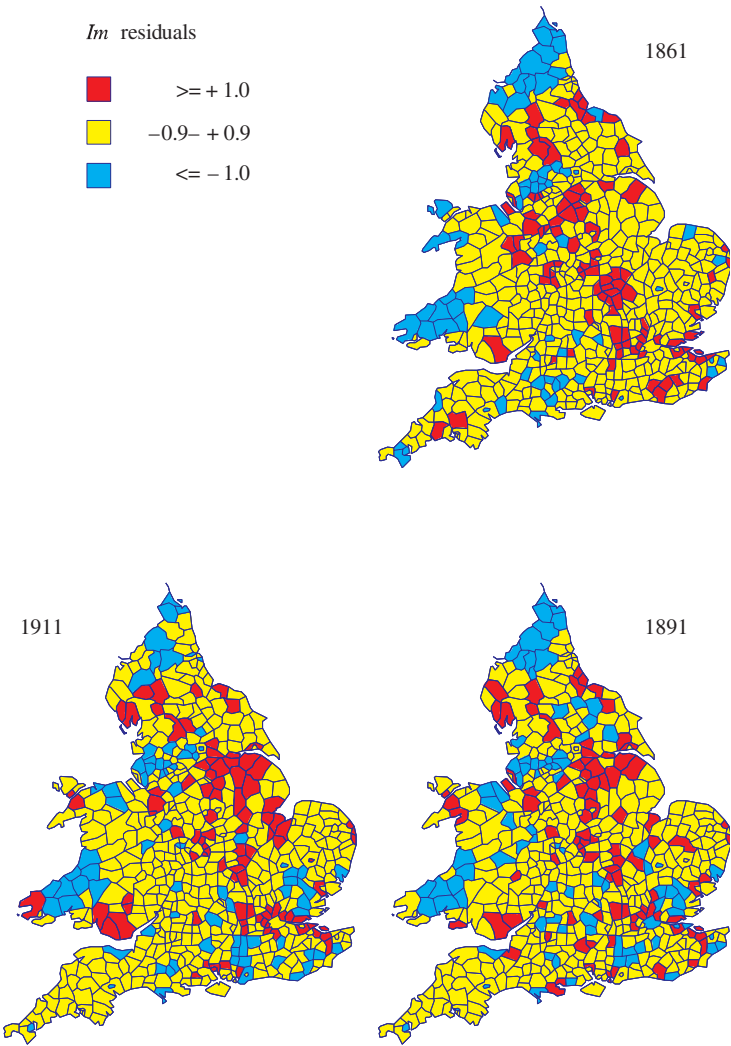 Im residuals
1861
>= + 1.0
−0.9– + 0.9
<= − 1.0
1911
1891